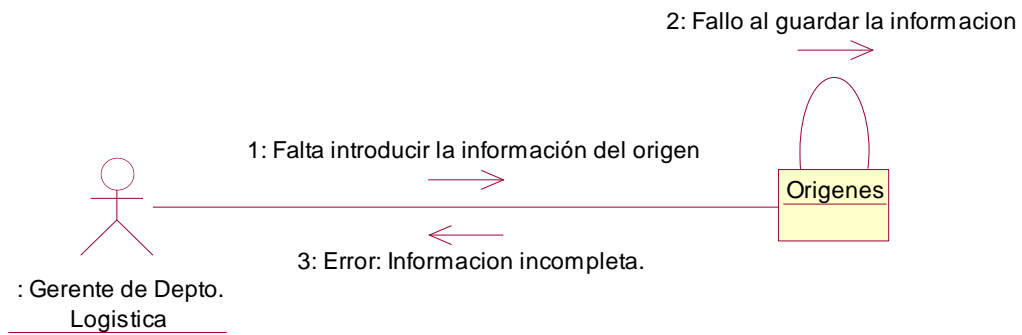 2: Fallo al guardar la informacion
1: Falta introducir la información del origen
Origenes
3: Error: Informacion incompleta.
: Gerente de Depto.
Logistica